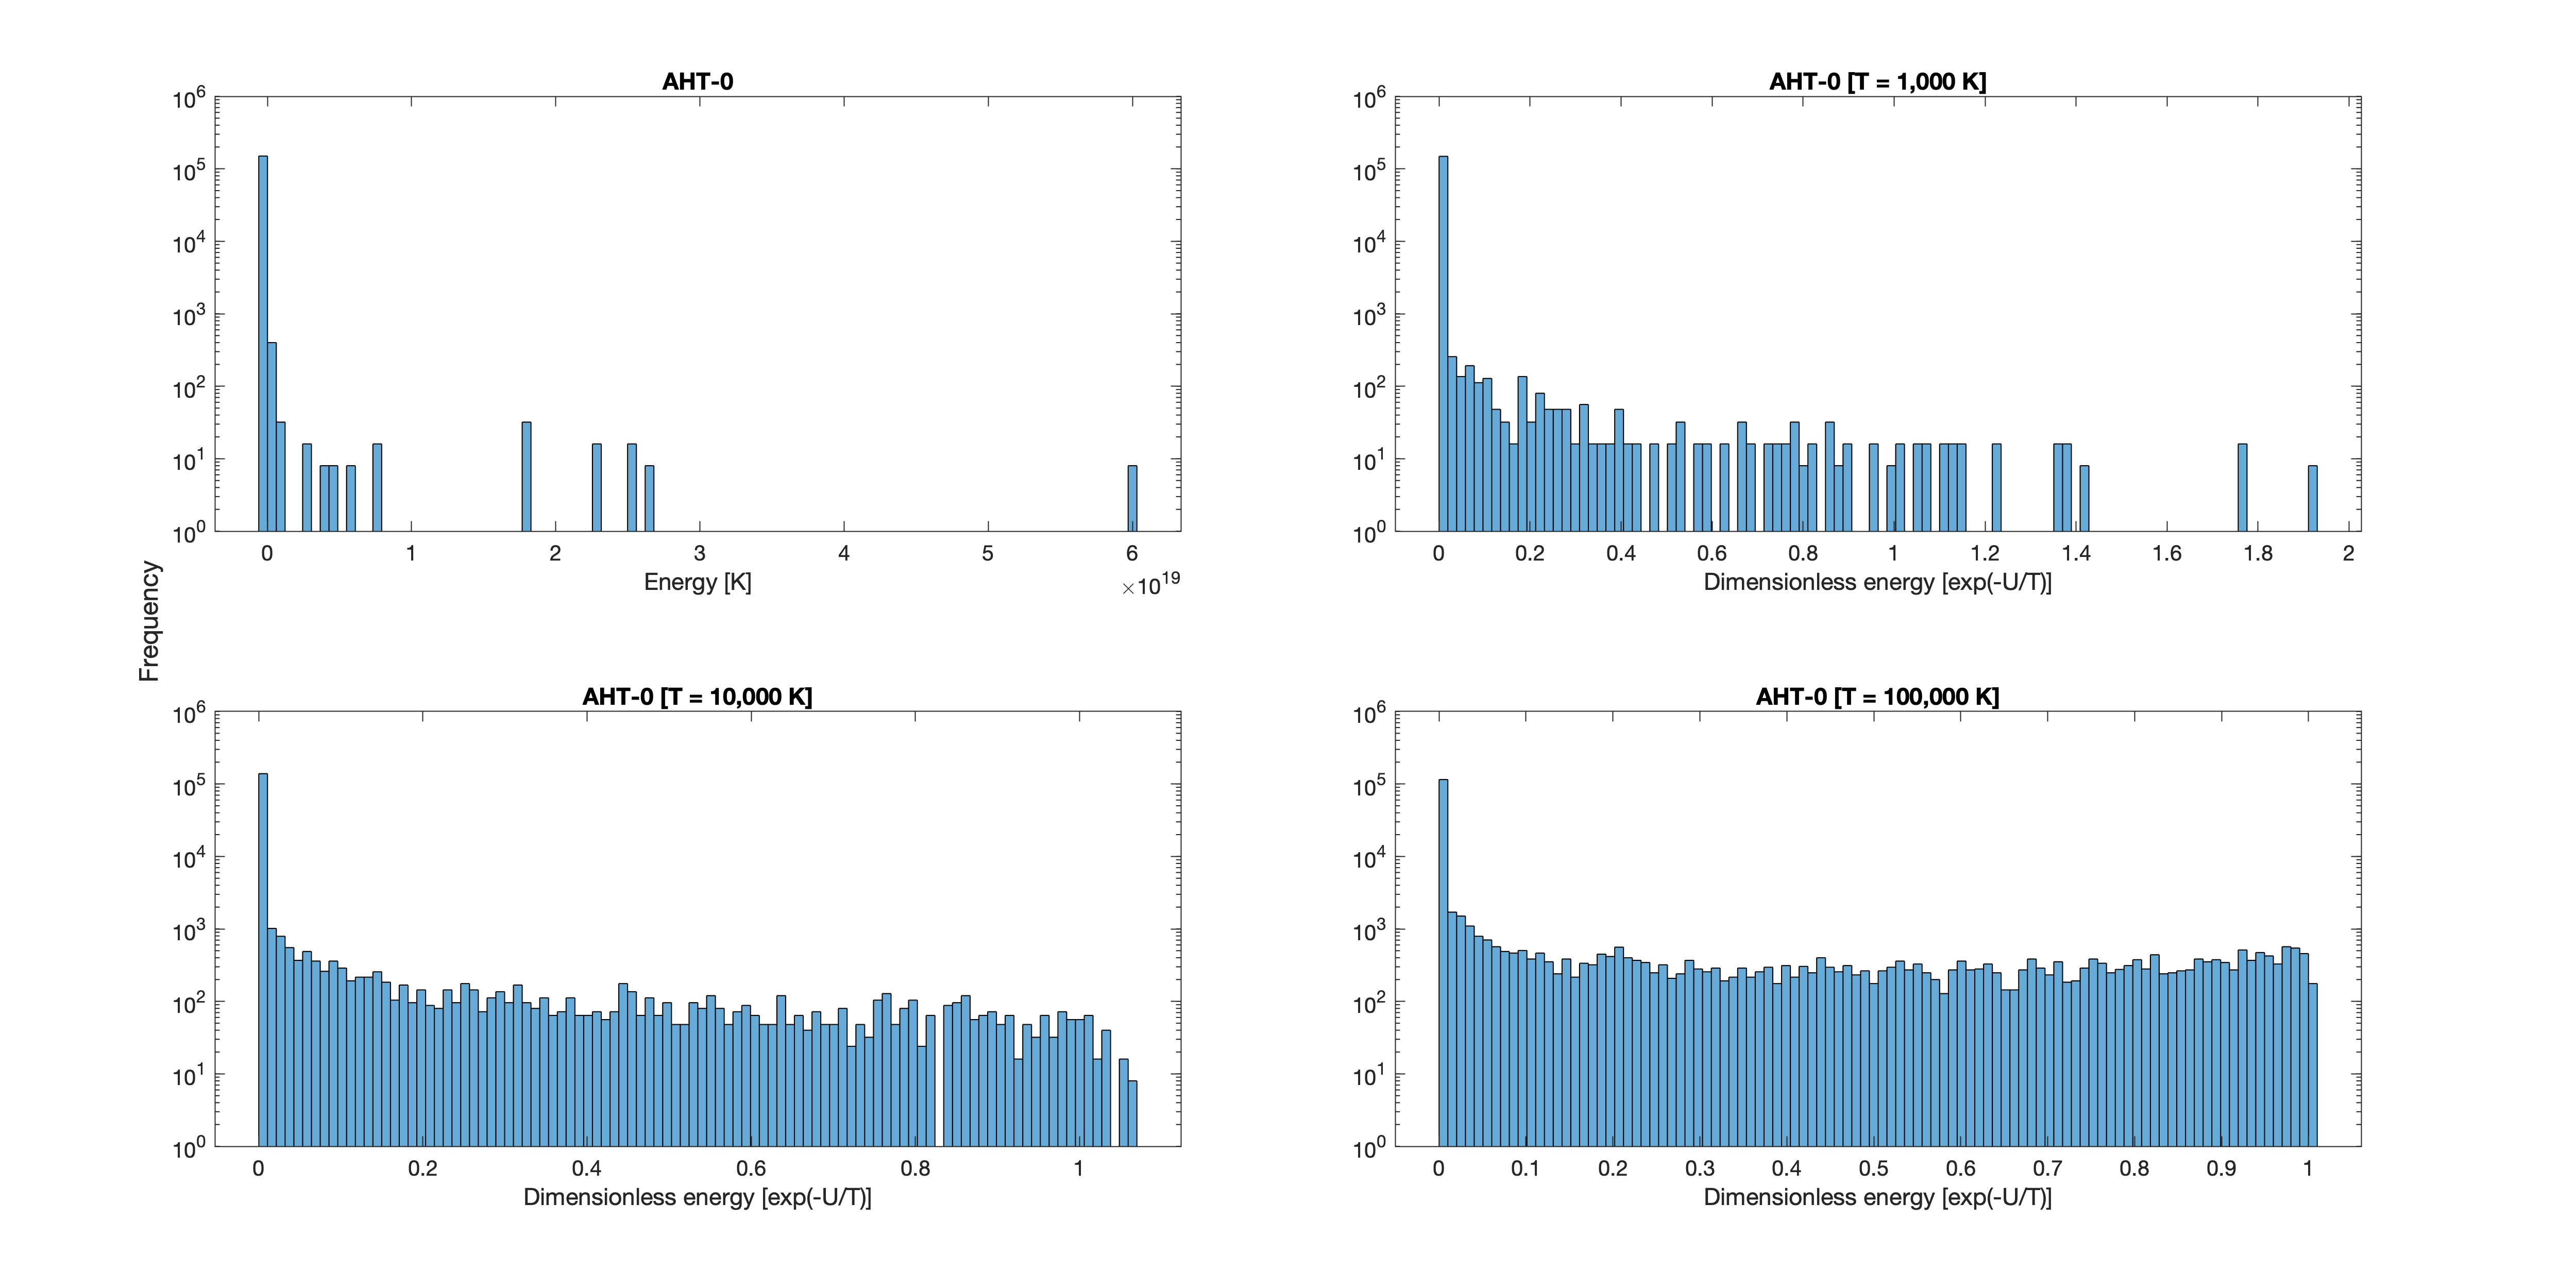 AHT-0
10^6
10^5
10^4
10^3
10^2
10^1
10^0
0 1 2 3 4 5 6
Energy [K]
×10^19
AHT-0 [T = 1,000 K]
10^6
10^5
10^4
10^3
10^2
10^1
10^0
0 0.2 0.4 0.6 0.8 1 1.2 1.4 1.6 1.8 2
Dimensionless energy [exp(-U/T)]
Frequency
AHT-0 [T = 10,000 K]
10^6
10^5
10^4
10^3
10^2
10^1
10^0
0 0.2 0.4 0.6 0.8 1
Dimensionless energy [exp(-U/T)]
AHT-0 [T = 100,000 K]
10^6
10^5
10^4
10^3
10^2
10^1
10^0
0 0.1 0.2 0.3 0.4 0.5 0.6 0.7 0.8 0.9 1
Dimensionless energy [exp(-U/T)]